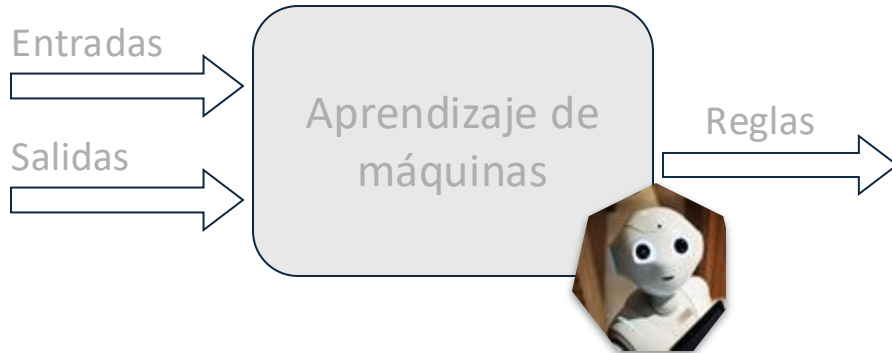 Entradas
Salidas
Aprendizaje de
máquinas
Reglas